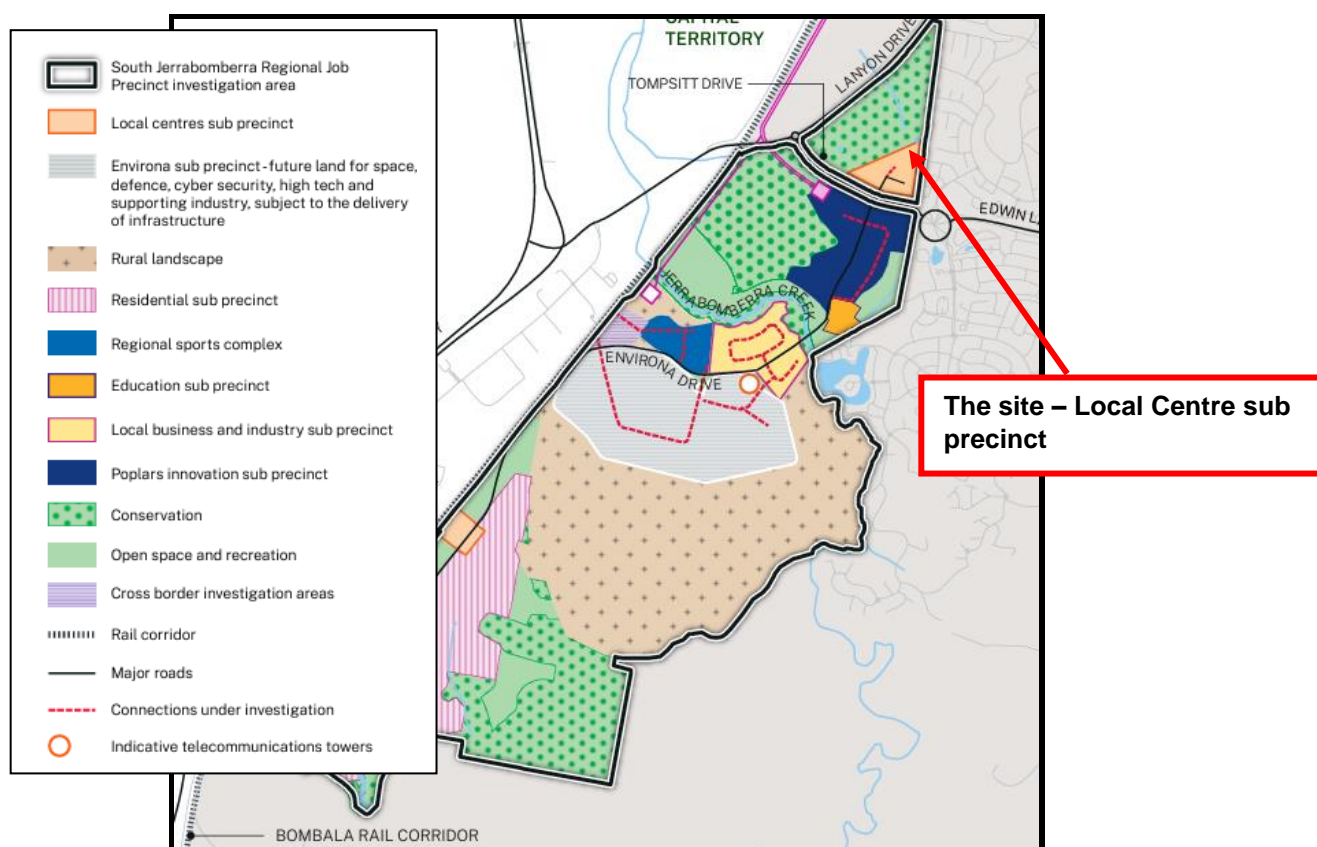 South Jerrabomberra Regional Job
Precinct investigation area
Local centres sub precinct
Environa sub precinct - future land for space,
defence, cyber security, high tech and
supporting industry, subject to the delivery
of infrastructure
Rural landscape
Residential sub precinct
Regional sports complex
Education sub precinct
Local business and industry sub precinct
Poplars innovation sub precinct
Conservation
Open space and recreation
Cross border investigation areas
Rail corridor
Major roads
Connections under investigation
Indicative telecommunications towers
CAPITAL
TERRITORY
TOMPSITT DRIVE
LANYON DRIVE
EDWIN LA
JERRABOMBERRA CREEK
ENVIRONA DRIVE
The site – Local Centre sub
precinct
BOMBALA RAIL CORRIDOR